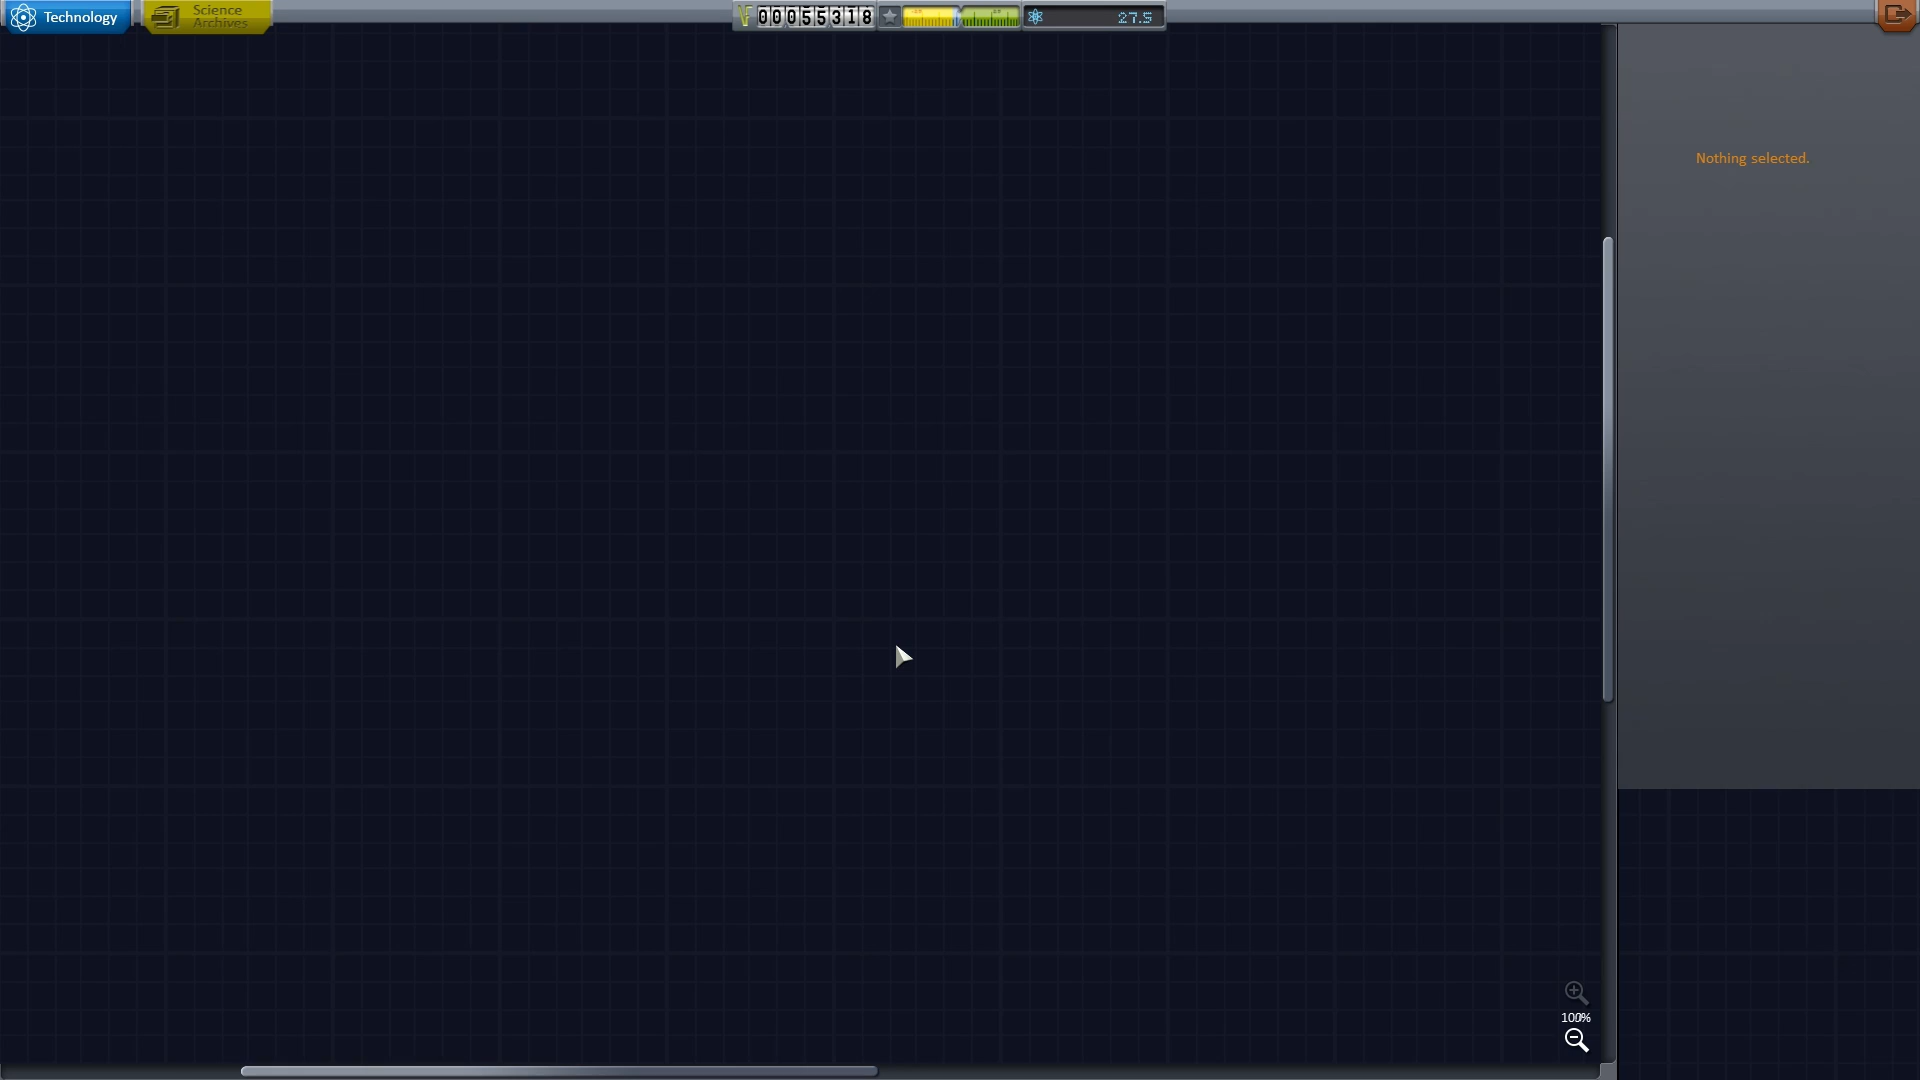 Technology
Science
Archives
00055318
27.5
Nothing selected.
100%